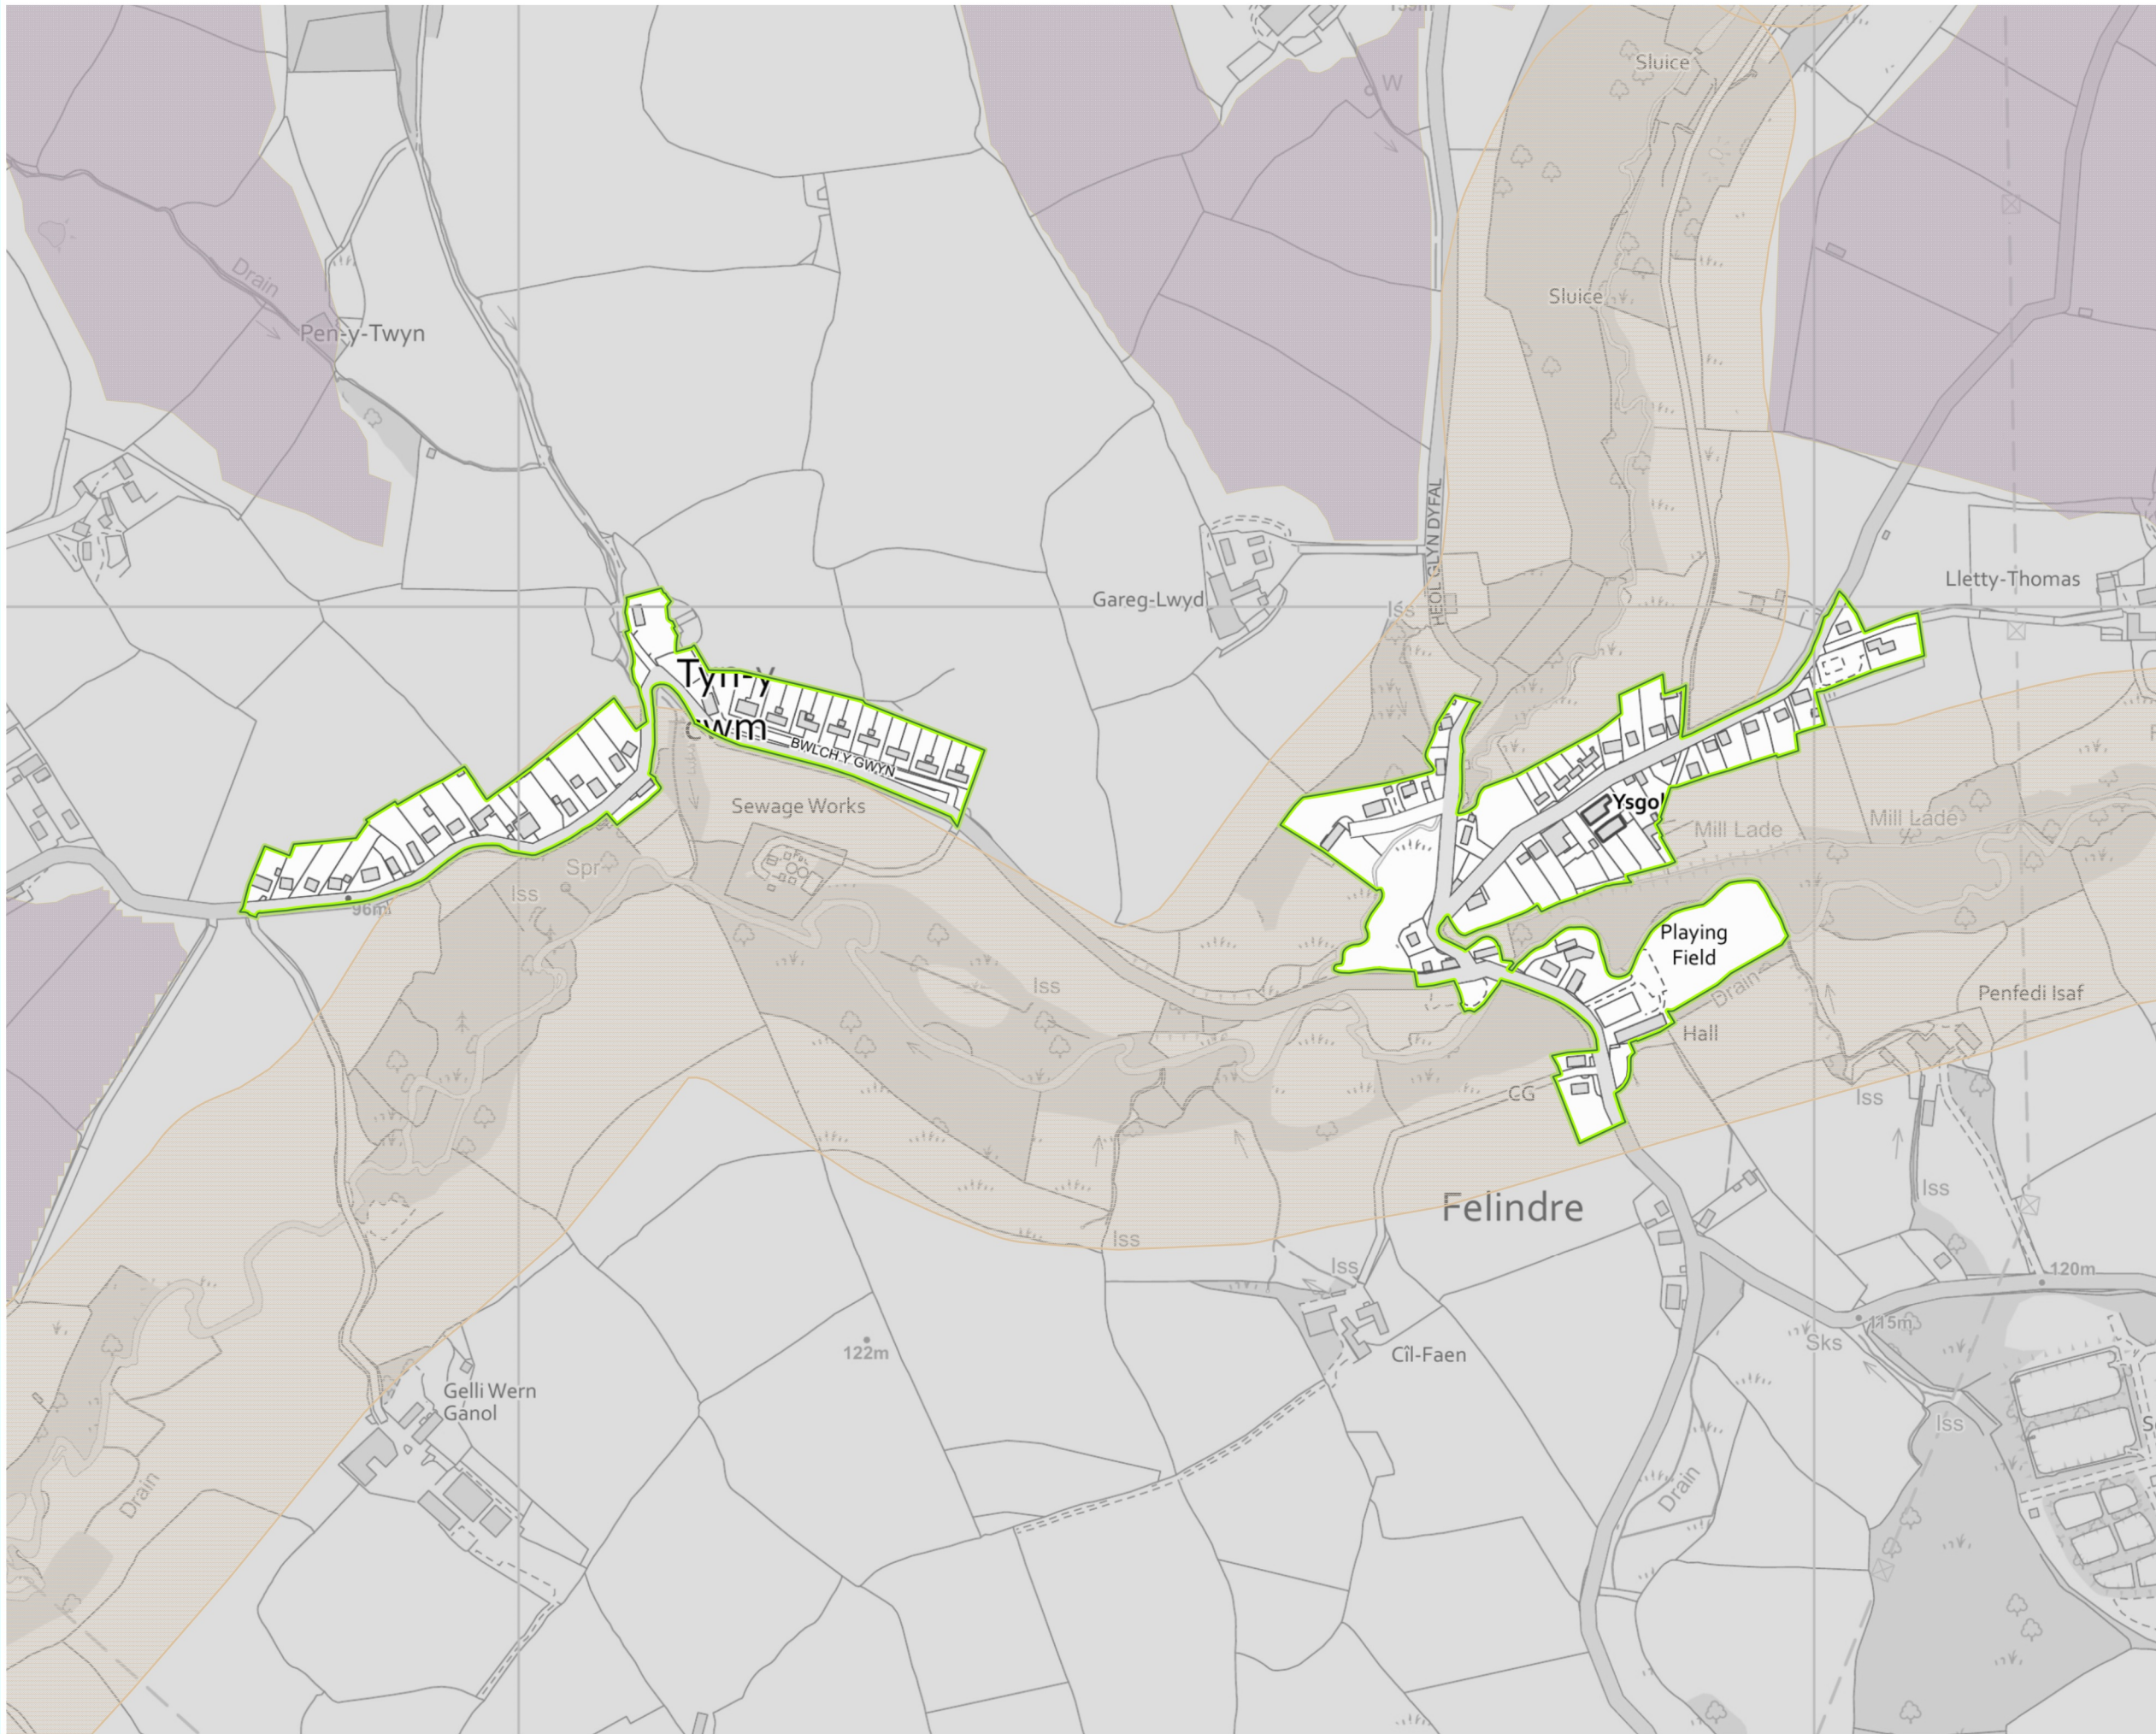 139m
Sluice
W
Sluice
Drain
Pen-y-Twyn
HEOL GLYN DYFAL
Lletty-Thomas
Gareg-Lwyd
Iss
Tyn-y
cwm
BWLCH Y GWYN
Sewage Works
Ysgol
Mill Lade
Mill Lade
Spr
Iss
96m
Playing
Field
Iss
Drain
Penfedi Isaf
Hall
CG
Iss
Iss
Felindre
Iss
Iss
120m
115m
Sks
122m
Cîl-Faen
Gelli Wern
Ganol
Iss
Drain
Drain